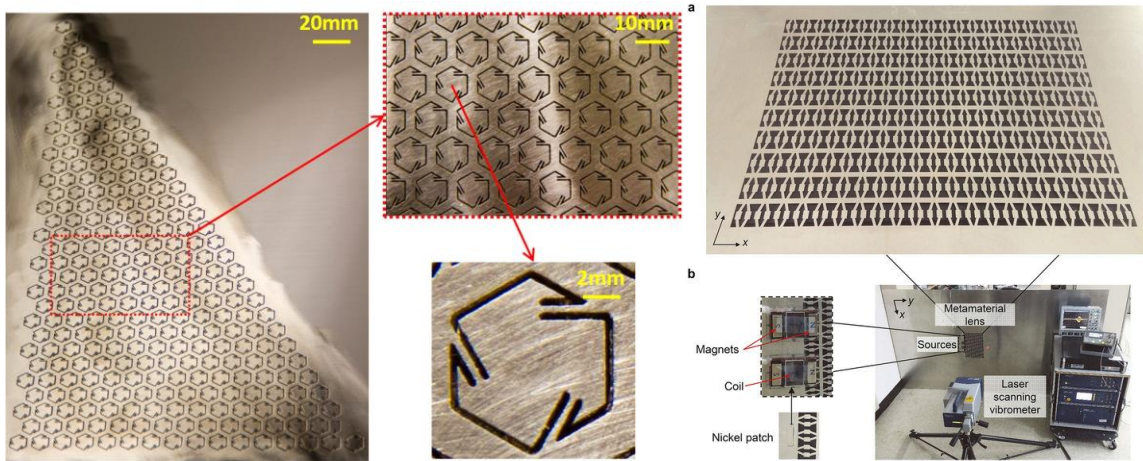 20mm
10mm
2mm
a
y
x
b
Magnets
Coil
Nickel patch
y
x
Metamaterial
lens
Sources
Laser
scanning
vibrometer